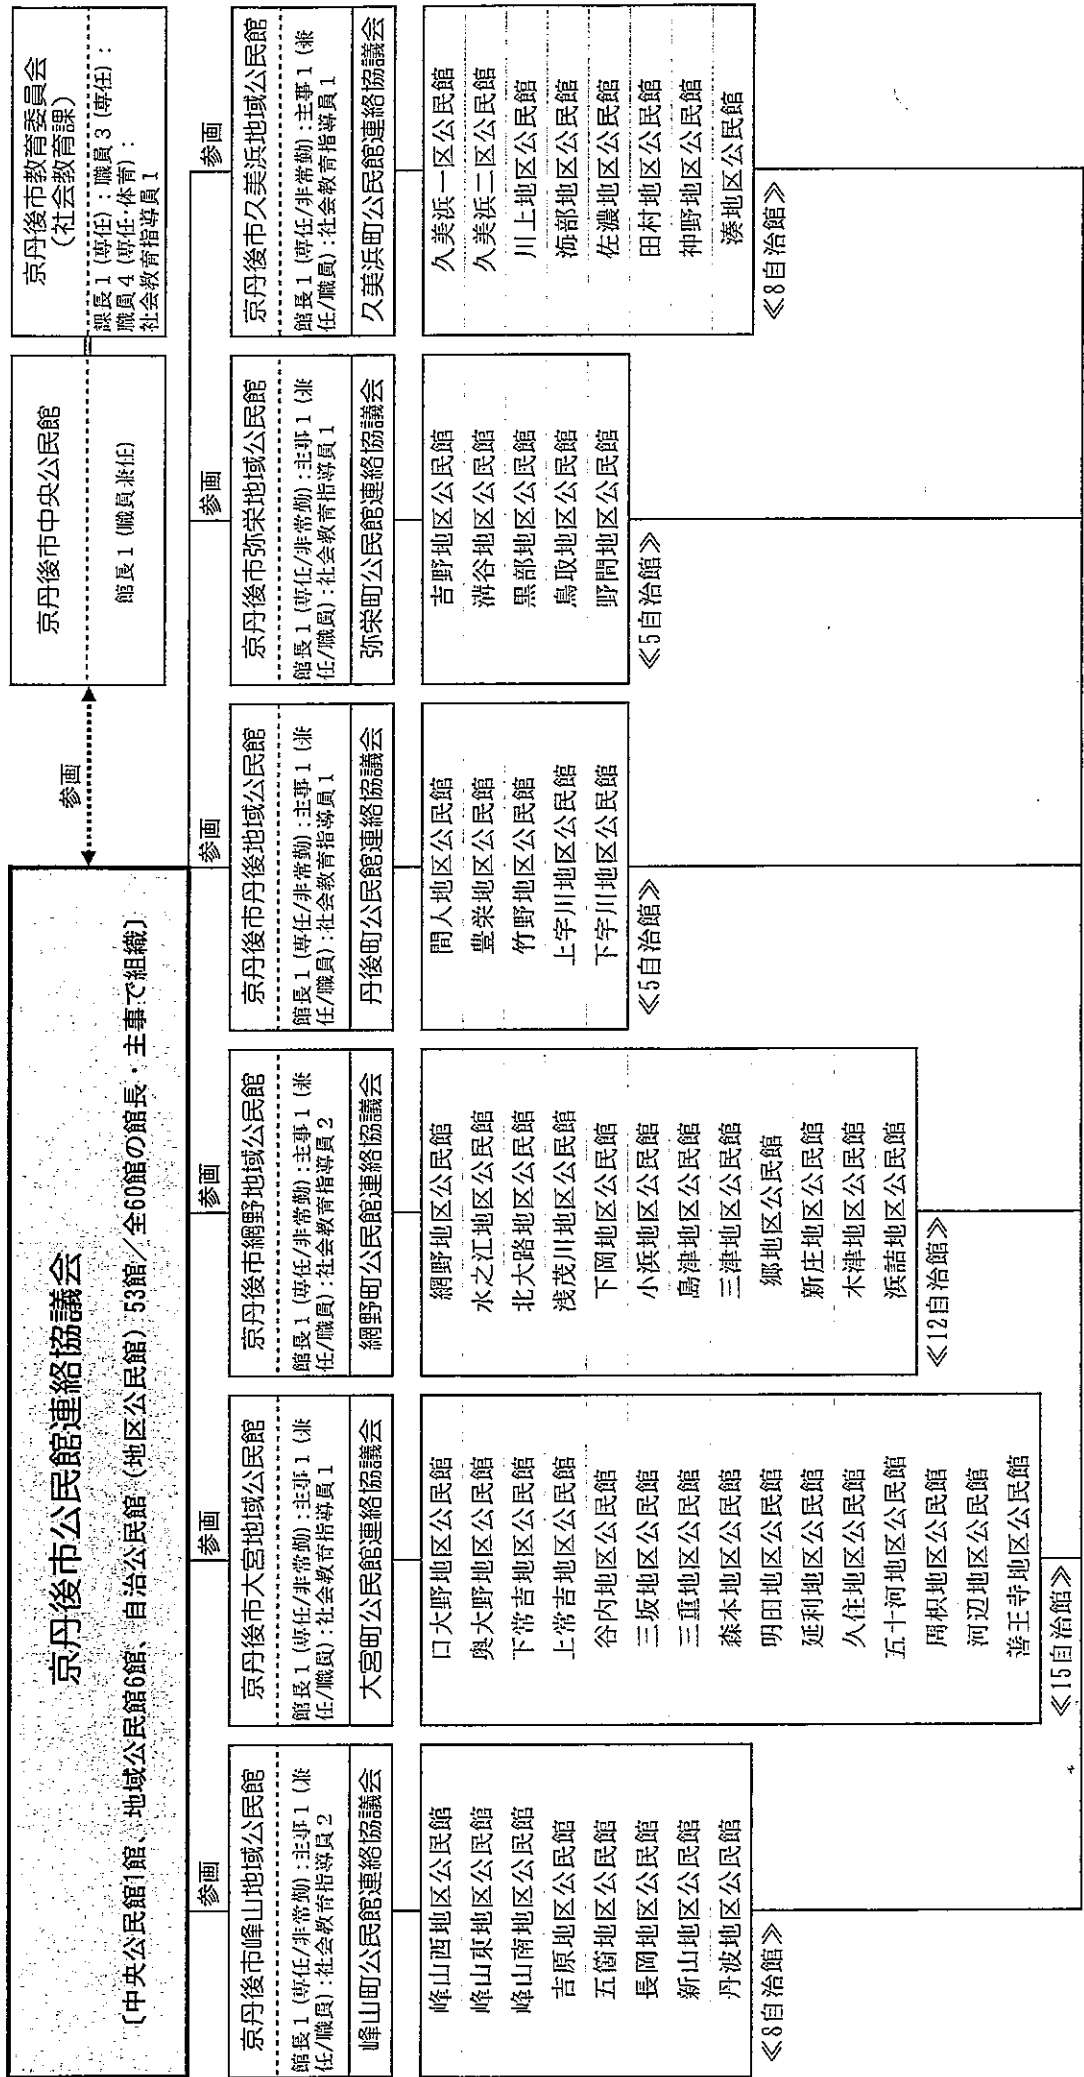 京丹後市公民館連絡協議会
〔中央公民館1館、地域公民館6館、自治公民館（地区公民館）53館／全60館の館長・主事で組織〕
参画
京丹後市中央公民館
館長1（職員兼任）
京丹後市教育委員会
（社会教育課）
課長1（専任）：職員3（専任）：
職員4（専任・体育）：
社会教育指導員1
参画
京丹後市峰山地域公民館
館長1（専任/非常勤）：主事1（兼
任/職員）：社会教育指導員2
峰山町公民館連絡協議会
峰山西地区公民館
峰山東地区公民館
峰山南地区公民館
吉原地区公民館
五箇地区公民館
長岡地区公民館
新山地区公民館
丹波地区公民館
≪8自治館≫
参画
京丹後市大宮地域公民館
館長1（専任/非常勤）：主事1（兼
任/職員）：社会教育指導員1
大宮町公民館連絡協議会
口大野地区公民館
奥大野地区公民館
下常吉地区公民館
上常吉地区公民館
谷内地区公民館
三坂地区公民館
三重地区公民館
森本地区公民館
明田地区公民館
延利地区公民館
久住地区公民館
五十河地区公民館
周枳地区公民館
河辺地区公民館
善王寺地区公民館
≪15自治館≫
参画
京丹後市網野地域公民館
館長1（専任/非常勤）：主事1（兼
任/職員）：社会教育指導員2
網野町公民館連絡協議会
網野地区公民館
水之江地区公民館
北大路地区公民館
浅茂川地区公民館
下岡地区公民館
小浜地区公民館
島津地区公民館
三津地区公民館
郷地区公民館
新庄地区公民館
木津地区公民館
浜詰地区公民館
≪12自治館≫
参画
京丹後市丹後地域公民館
館長1（専任/非常勤）：主事1（兼
任/職員）：社会教育指導員1
丹後町公民館連絡協議会
間人地区公民館
豊栄地区公民館
竹野地区公民館
上宇川地区公民館
下宇川地区公民館
≪5自治館≫
参画
京丹後市弥栄地域公民館
館長1（専任/非常勤）：主事1（兼
任/職員）：社会教育指導員1
弥栄町公民館連絡協議会
吉野地区公民館
溝谷地区公民館
黒部地区公民館
鳥取地区公民館
野間地区公民館
≪5自治館≫
参画
京丹後市久美浜地域公民館
館長1（専任/非常勤）：主事1（兼
任/職員）：社会教育指導員1
久美浜町公民館連絡協議会
久美浜一区公民館
久美浜二区公民館
川上地区公民館
海部地区公民館
佐濃地区公民館
田村地区公民館
神野地区公民館
湊地区公民館
≪8自治館≫